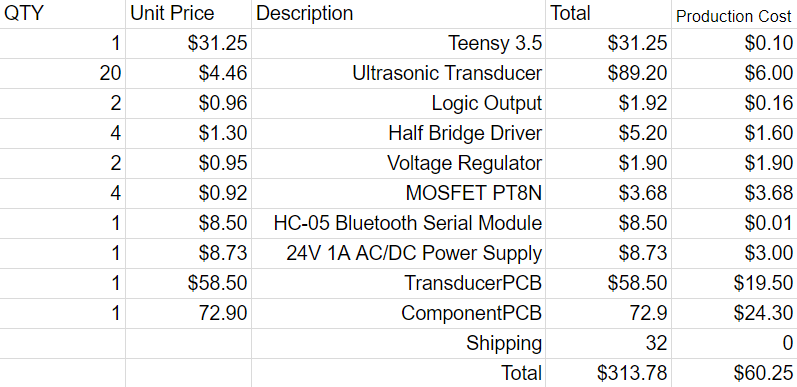 QTY Unit Price Description Total Production Cost
1 $31.25 Teensy 3.5 $31.25 $0.10
20 $4.46 Ultrasonic Transducer $89.20 $6.00
2 $0.96 Logic Output $1.92 $0.16
4 $1.30 Half Bridge Driver $5.20 $1.60
2 $0.95 Voltage Regulator $1.90 $1.90
4 $0.92 MOSFET PT8N $3.68 $3.68
1 $8.50 HC-05 Bluetooth Serial Module $8.50 $0.01
1 $8.73 24V 1A AC/DC Power Supply $8.73 $3.00
1 $58.50 TransducerPCB $58.50 $19.50
1 72.90 ComponentPCB 72.9 $24.30
Shipping 32 0
Total $313.78 $60.25